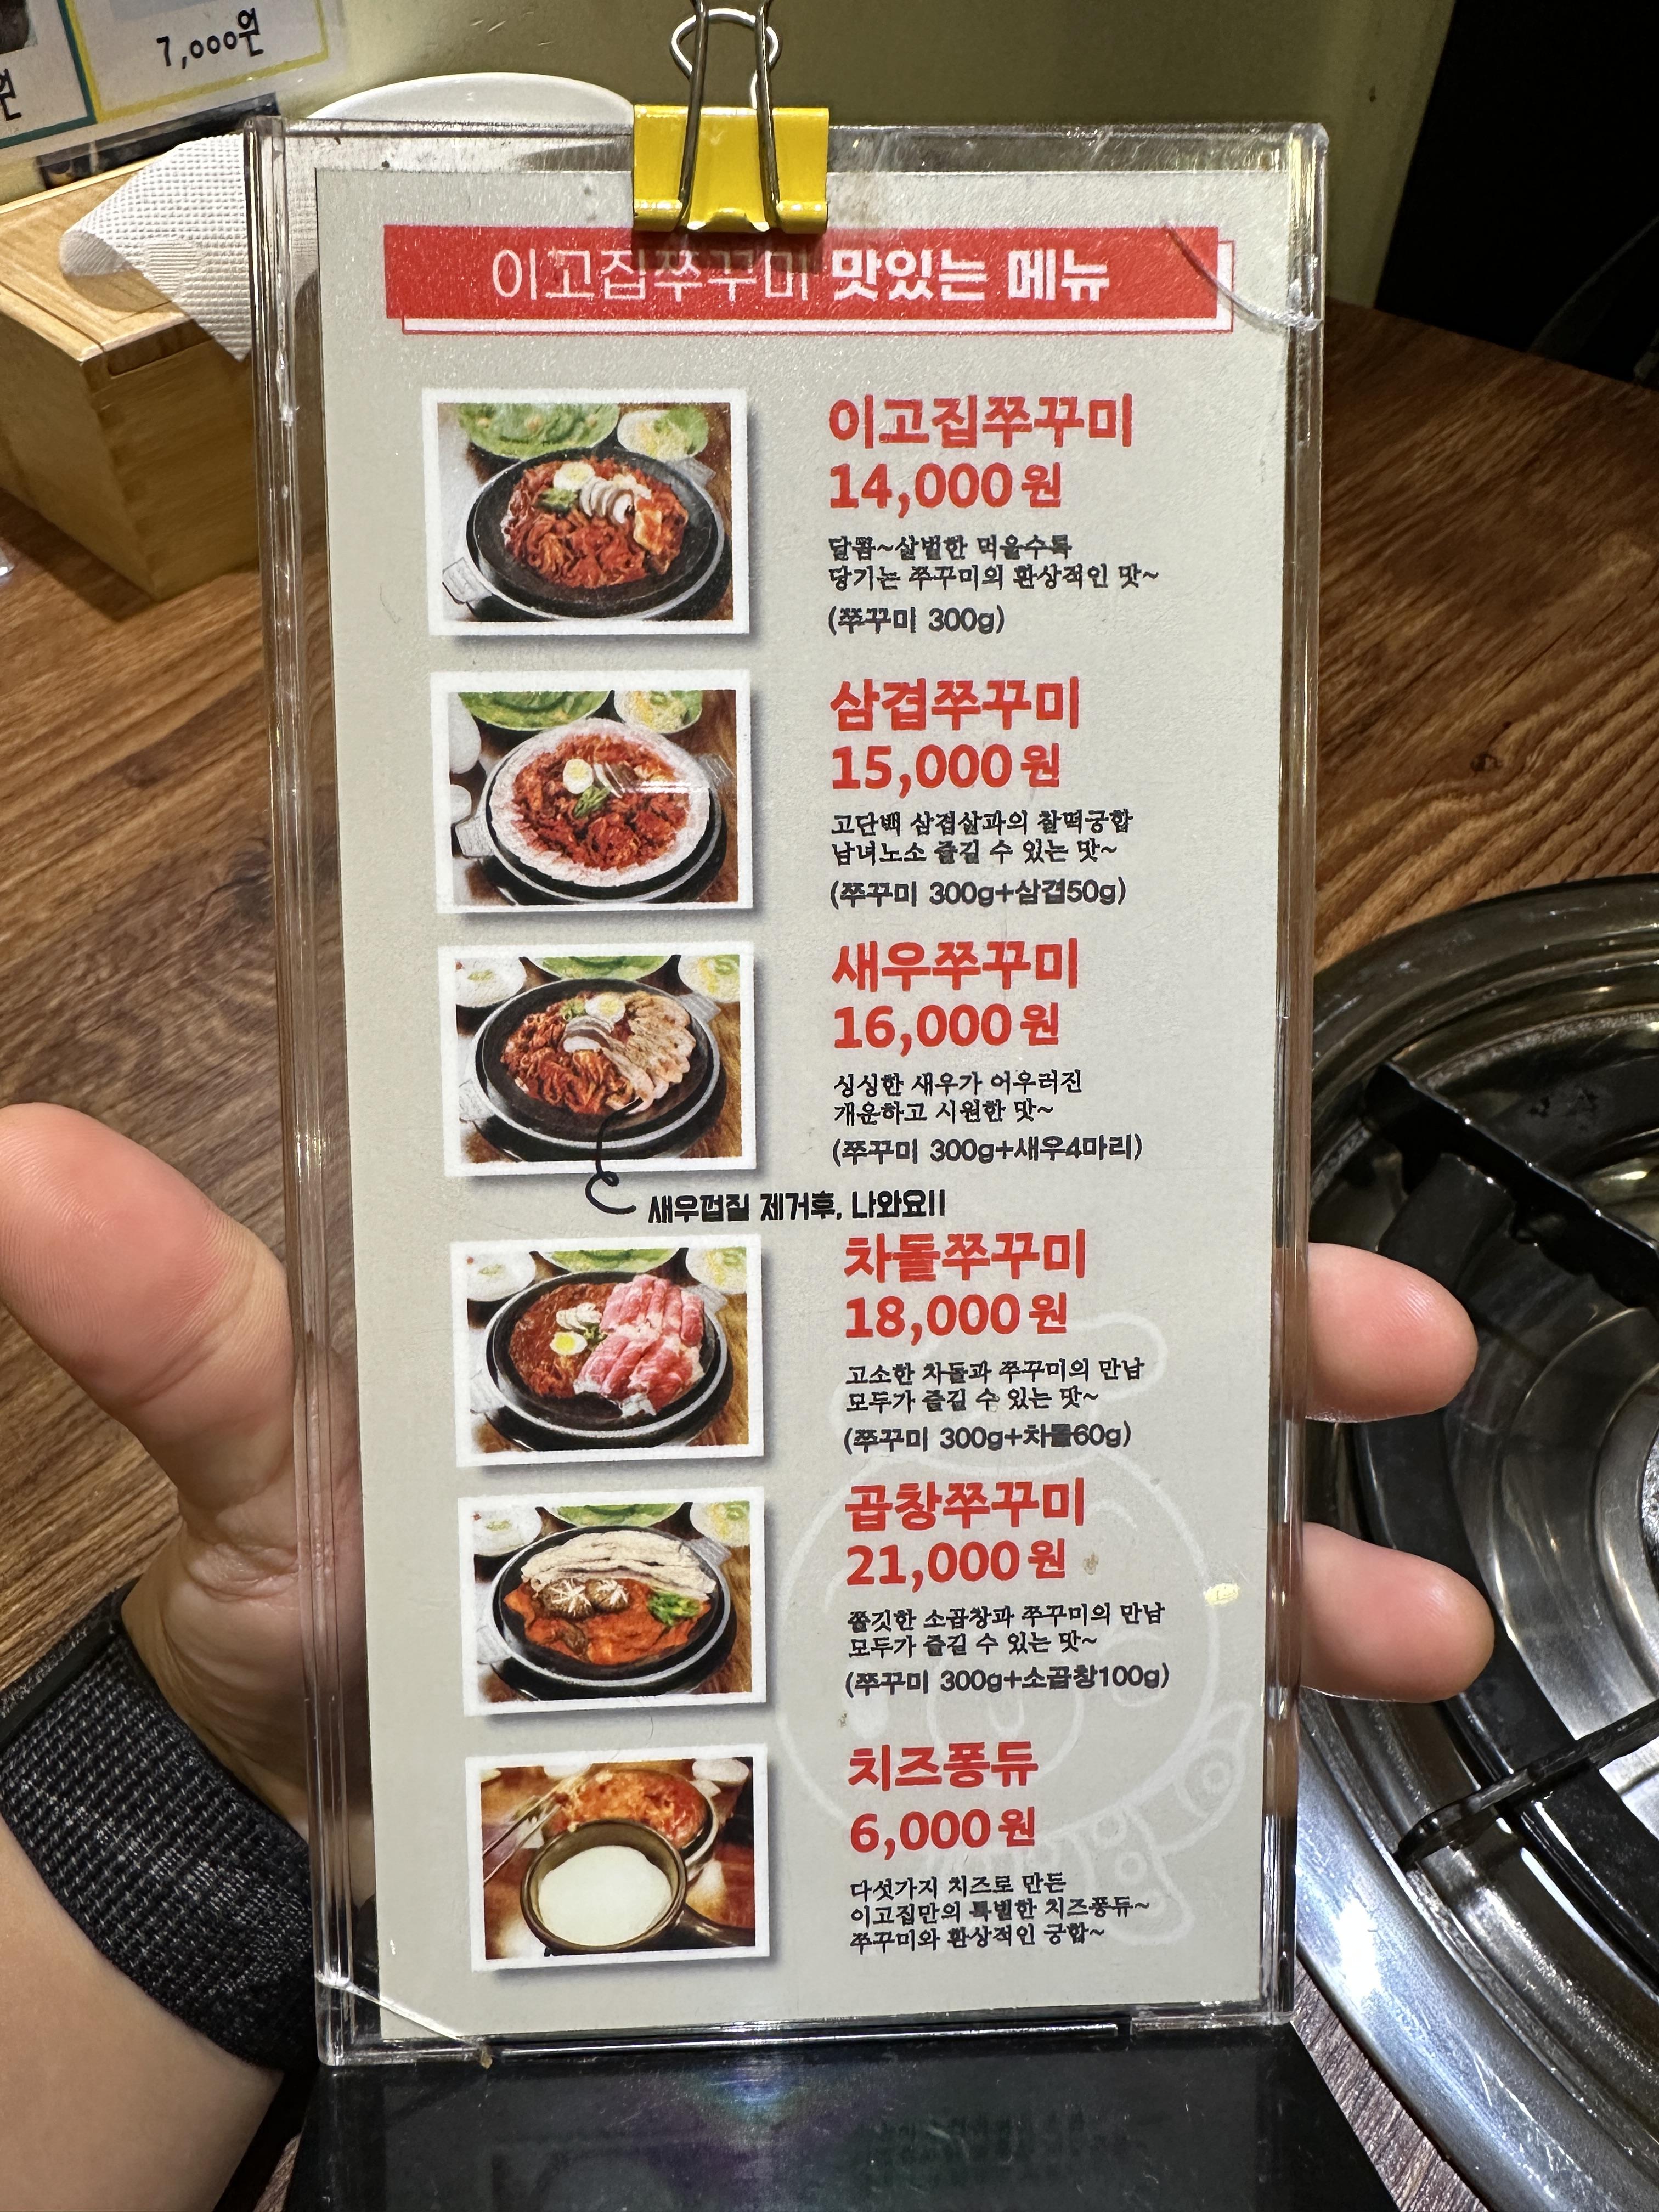 7,000원
원
이고집쭈꾸미 맛있는 메뉴
이고집쭈꾸미
14,000원
달콤~살벌한 먹을수록
당기는 쭈꾸미의 환상적인 맛~
(쭈꾸미 300g)
삼겹쭈꾸미
15,000원
고단백 삼겹살과의 찰떡궁합
남녀노소 즐길 수 있는 맛~
(쭈꾸미 300g+삼겹50g)
새우쭈꾸미
16,000원
싱싱한 새우가 어우러진
개운하고 시원한 맛~
(쭈꾸미 300g+새우4마리)
새우껍질 제거후, 나와요!!
차돌쭈꾸미
18,000원
고소한 차돌과 쭈꾸미의 만남
모두가 즐길 수 있는 맛~
(쭈꾸미 300g+차돌60g)
곱창쭈꾸미
21,000원
쫄깃한 소곱창과 쭈꾸미의 만남
모두가 즐길 수 있는 맛~
(쭈꾸미 300g+소곱창100g)
치즈퐁듀
6,000원
다섯가지 치즈로 만든
이고집만의 특별한 치즈퐁듀~
쭈꾸미와 환상적인 궁합~